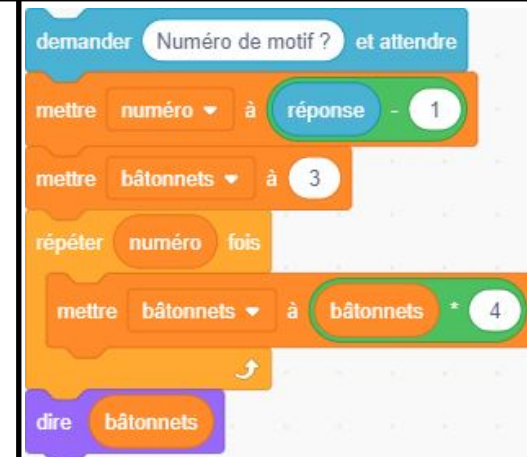 demander Numéro de motif ? et attendre
mettre numéro à réponse - 1
mettre bâtonnets à 3
répéter numéro fois
mettre bâtonnets à bâtonnets * 4
dire bâtonnets